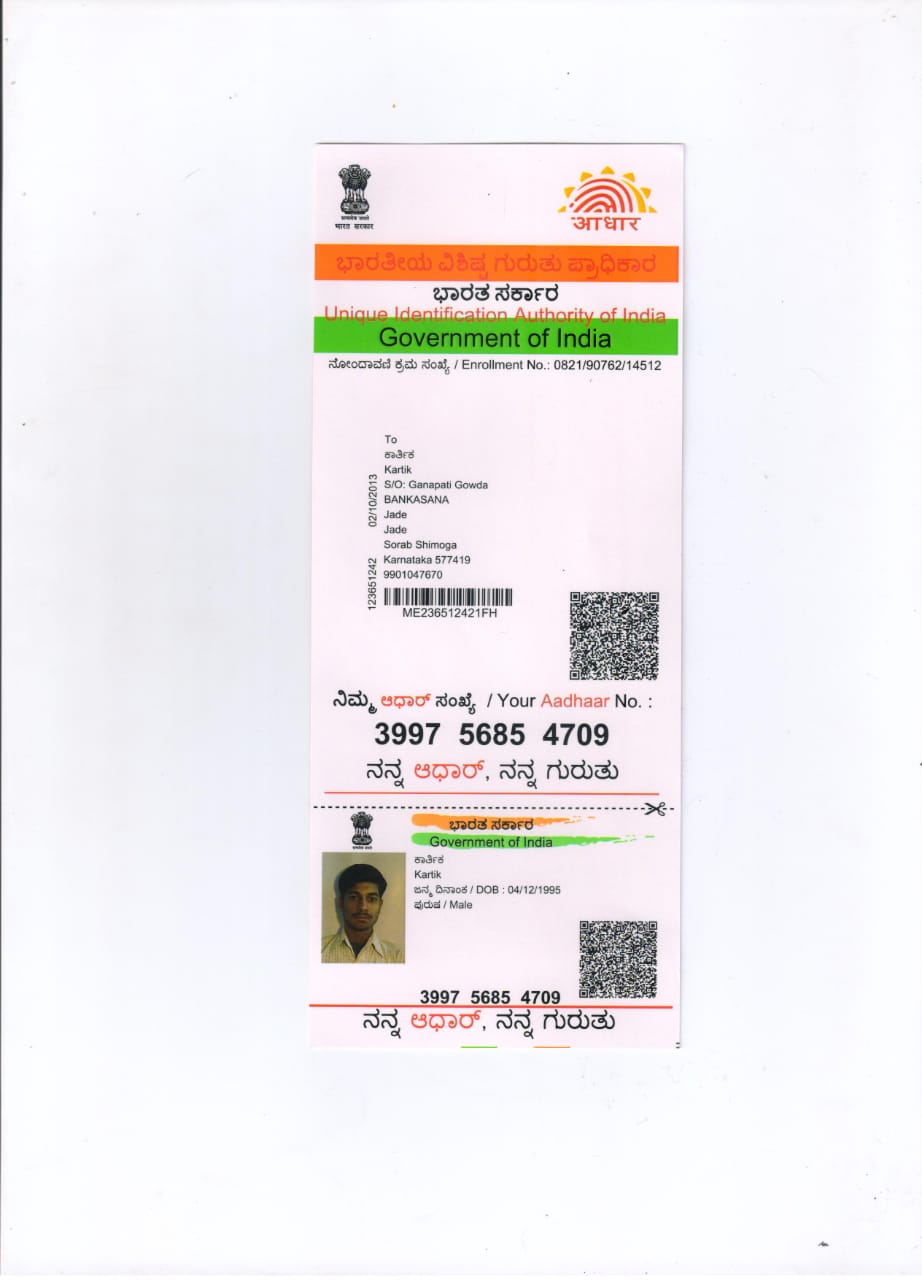 सत्यमेव जयते
भारत सरकार
आधार
ಭಾರತೀಯ ವಿಶಿಷ್ಟ ಗುರುತು ಪ್ರಾಧಿಕಾರ
ಭಾರತ ಸರ್ಕಾರ
Unique Identification Authority of India
Government of India
ನೋಂದಾವಣಿ ಕ್ರಮ ಸಂಖ್ಯೆ / Enrollment No.: 0821/90762/14512
02/10/2013
123651242
To
ಕಾರ್ತಿಕ
Kartik
S/O: Ganapati Gowda
BANKASANA
Jade
Jade
Sorab Shimoga
Karnataka 577419
9901047670
ME236512421FH
ನಿಮ್ಮ ಆಧಾರ್ ಸಂಖ್ಯೆ / Your Aadhaar No. :
3997 5685 4709
ನನ್ನ ಆಧಾರ್, ನನ್ನ ಗುರುತು
ಭಾರತ ಸರ್ಕಾರ
Government of India
ಕಾರ್ತಿಕ
Kartik
ಜನ್ಮ ದಿನಾಂಕ / DOB : 04/12/1995
ಪುರುಷ / Male
3997 5685 4709
ನನ್ನ ಆಧಾರ್, ನನ್ನ ಗುರುತು